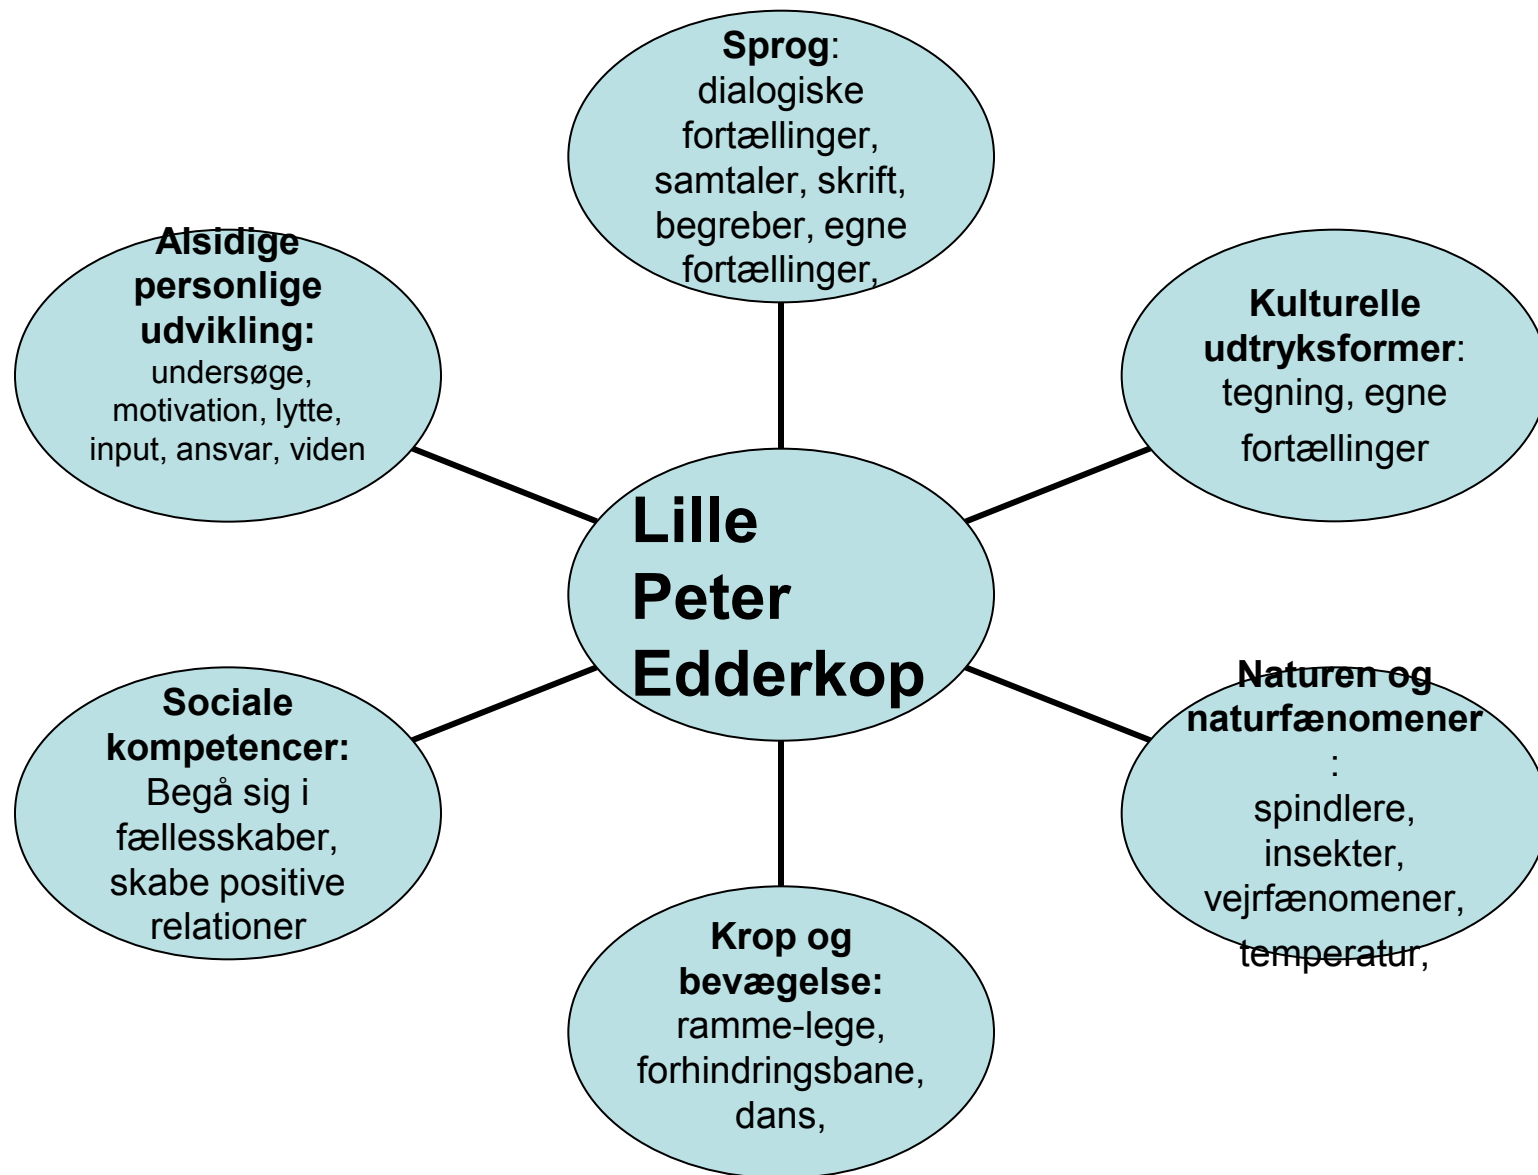 Sprog:
dialogiske
fortællinger,
samtaler, skrift,
begreber, egne
fortællinger,
Alsidige
personlige
udvikling:
undersøge,
motivation, lytte,
input, ansvar, viden
Kulturelle
udtryksformer:
tegning, egne
fortællinger
Lille
Peter
Edderkop
Sociale
kompetencer:
Begå sig i
fællesskaber,
skabe positive
relationer
Naturen og
naturfænomener
:
spindlere,
insekter,
vejrfænomener,
temperatur,
Krop og
bevægelse:
ramme-lege,
forhindringsbane,
dans,